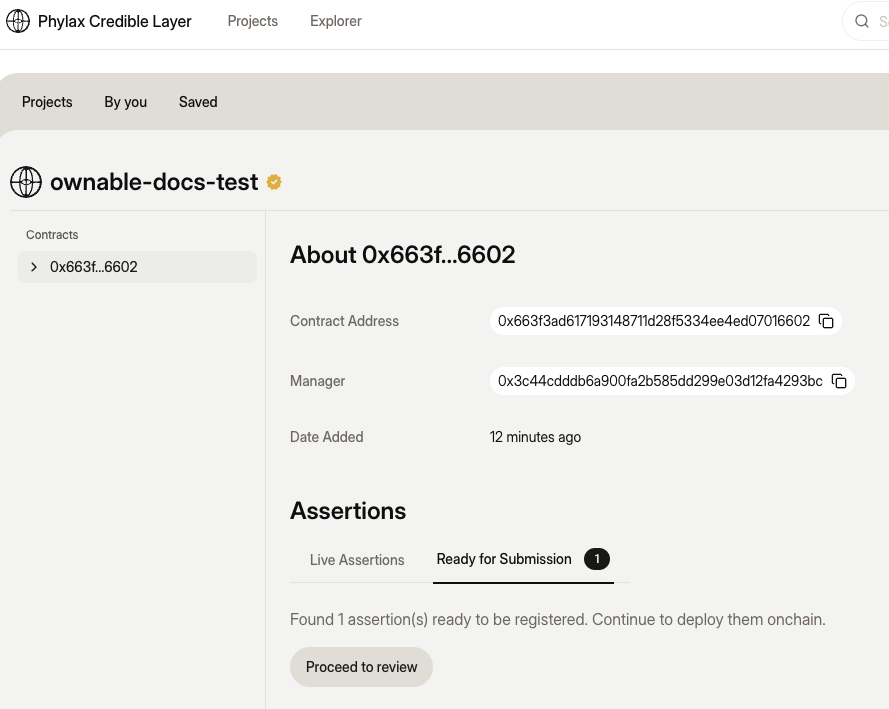 Phylax Credible Layer Projects Explorer
Projects By you Saved
ownable-docs-test
Contracts
0x663f...6602
About 0x663f...6602
Contract Address 0x663f3ad617193148711d28f5334ee4ed07016602
Manager 0x3c44cdddb6a900fa2b585dd299e03d12fa4293bc
Date Added 12 minutes ago
Assertions
Live Assertions Ready for Submission 1
Found 1 assertion(s) ready to be registered. Continue to deploy them onchain.
Proceed to review